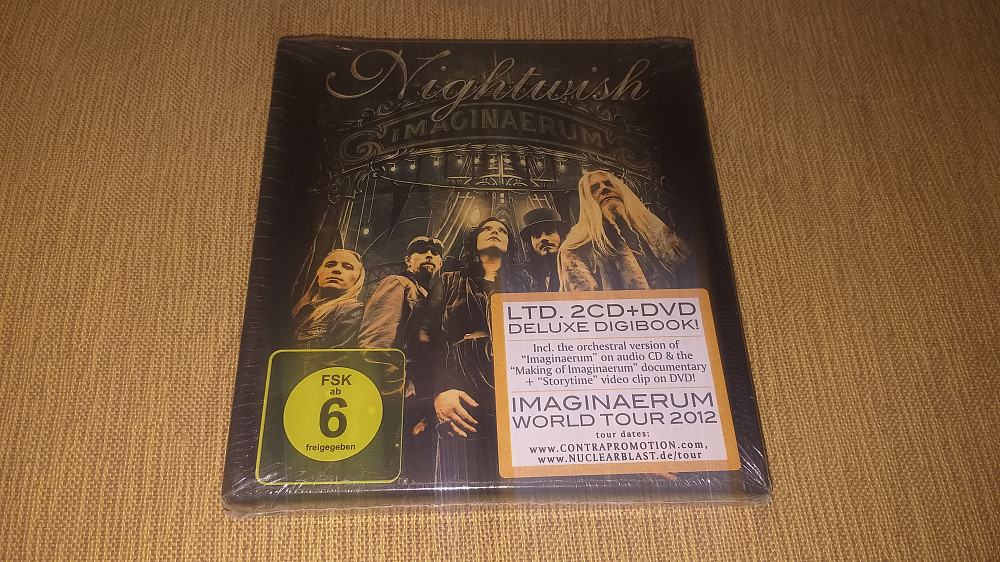 Nightwish
IMAGINAERUM
LTD. 2CD+DVD
DELUXE DIGIBOOK!
Incl. the orchestral version of
"Imaginaerum" on audio CD & the
"Making of Imaginaerum" documentary
+ "Storytime" video clip on DVD!
IMAGINAERUM
WORLD TOUR 2012
tour dates:
www.CONTRAPROMOTION.com,
www.NUCLEARBLAST.de/tour
FSK
ab
6
freigegeben